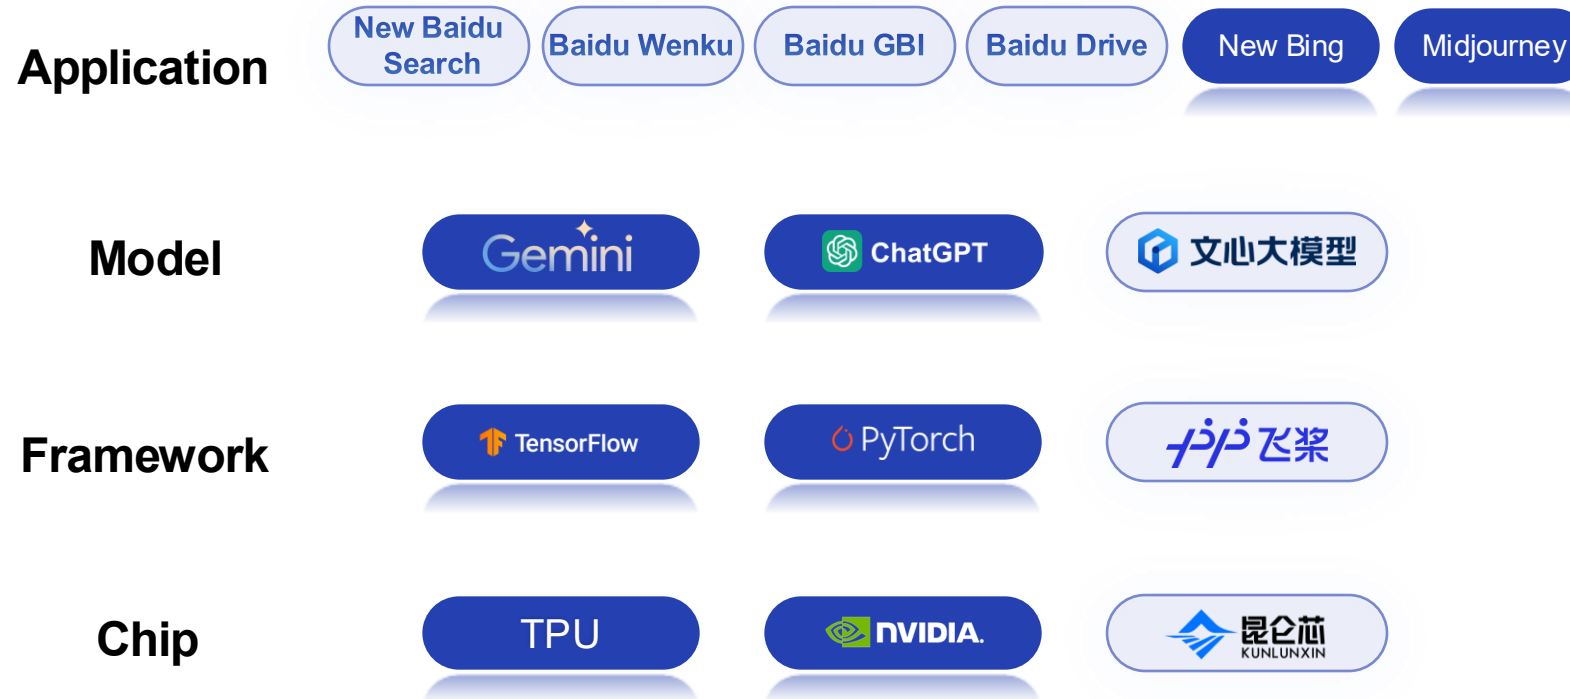 Application
New Baidu
Search
Baidu Wenku
Baidu GBI
Baidu Drive
New Bing
Midjourney
Model
Gemini
ChatGPT
文心大模型
Framework
TensorFlow
PyTorch
飞桨
Chip
TPU
NVIDIA.
昆仑芯
KUNLUNXIN